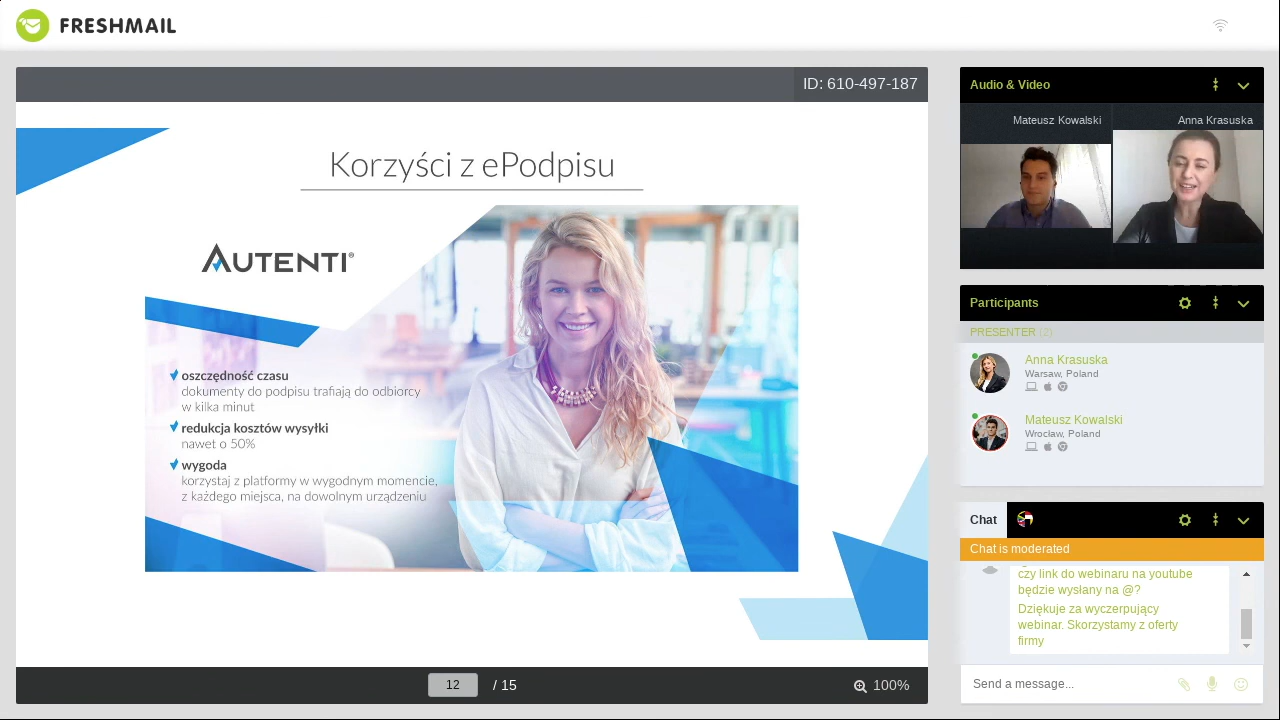 FRESHMAIL
ID: 610-497-187
Korzyści z ePodpisu
AUTENTI®
oszczędność czasu
dokumenty do podpisu trafiają do odbiorcy
w kilka minut
redukcja kosztów wysyłki
nawet o 50%
wygoda
korzystaj z platformy w wygodnym momencie,
z każdego miejsca, na dowolnym urządzeniu
12 / 15
100%
Audio & Video
Mateusz Kowalski
Anna Krasuska
Participants
PRESENTER (2)
Anna Krasuska
Warsaw, Poland
Mateusz Kowalski
Wrocław, Poland
Chat
Chat is moderated
czy link do webinaru na youtube
będzie wysłany na @?
Dziękuje za wyczerpujący
webinar. Skorzystamy z oferty
firmy
Send a message...